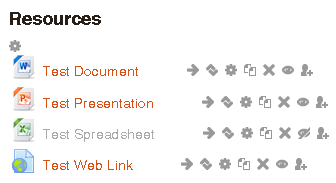 Resources
Test Document
Test Presentation
Test Spreadsheet
Test Web Link